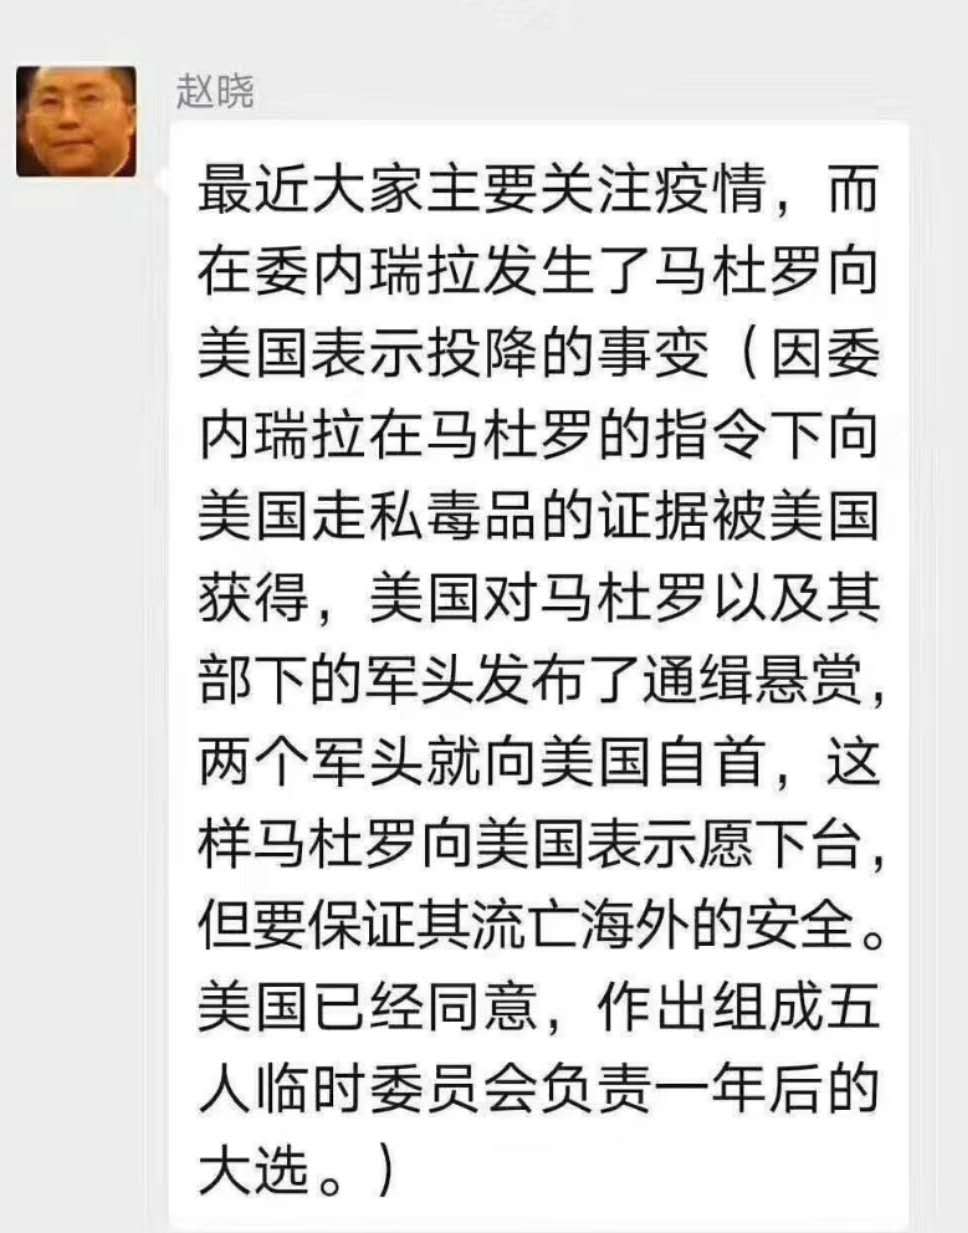 赵晓
最近大家主要关注疫情，而
在委内瑞拉发生了马杜罗向
美国表示投降的事变（因委
内瑞拉在马杜罗的指令下向
美国走私毒品的证据被美国
获得，美国对马杜罗以及其
部下的军头发布了通缉悬赏，
两个军头就向美国自首，这
样马杜罗向美国表示愿下台，
但要保证其流亡海外的安全。
美国已经同意，作出组成五
人临时委员会负责一年后的
大选。）